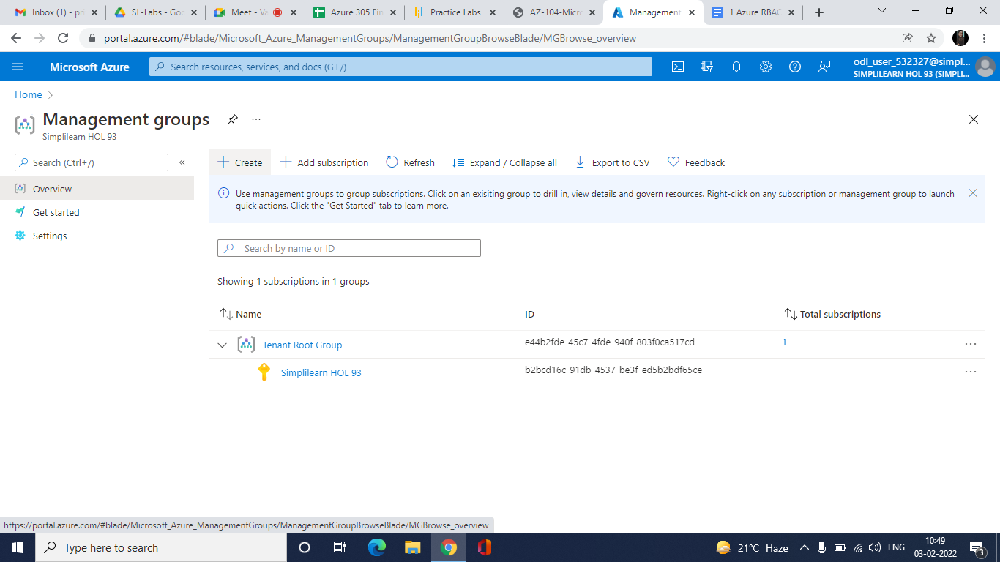 Inbox (1) - pr
SL-Labs - Goo
Meet - Va
Azure 305 Fin
Practice Labs
AZ-104-Micro
Management
1 Azure RBAC
portal.azure.com/#blade/Microsoft_Azure_ManagementGroups/ManagementGroupBrowseBlade/MGBrowse_overview
Microsoft Azure
Search resources, services, and docs (G+/)
odl_user_532327@simpl...
SIMPLILEARN HOL 93 (SIMPLI...
Home
Management groups
Simplilearn HOL 93
Search (Ctrl+/)
Overview
Get started
Settings
Create
Add subscription
Refresh
Expand / Collapse all
Export to CSV
Feedback
Use management groups to group subscriptions. Click on an exisiting group to drill in, view details and govern resources. Right-click on any subscription or management group to launch
quick actions. Click the "Get Started" tab to learn more.
Search by name or ID
Showing 1 subscriptions in 1 groups
Name ID Total subscriptions
Tenant Root Group e44b2fde-45c7-4fde-940f-803f0ca517cd 1
Simplilearn HOL 93 b2bcd16c-91db-4537-be3f-ed5b2bdf65ce
https://portal.azure.com/#blade/Microsoft_Azure_ManagementGroups/ManagementGroupBrowseBlade/MGBrowse_overview
Type here to search
21°C Haze
ENG
10:49
03-02-2022
3